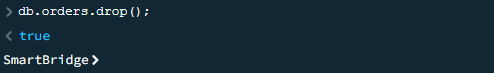 > db.orders.drop();
< true
SmartBridge>